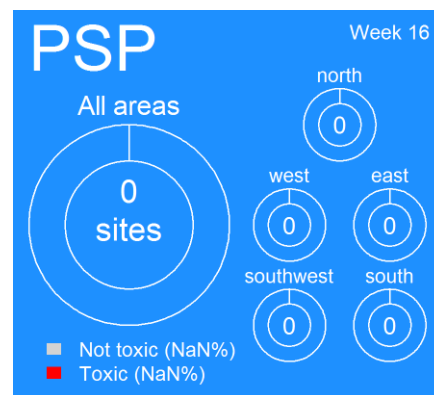 PSP
Week 16
All areas
0
sites
north
0
west
0
east
0
southwest
0
south
0
Not toxic (NaN%)
Toxic (NaN%)